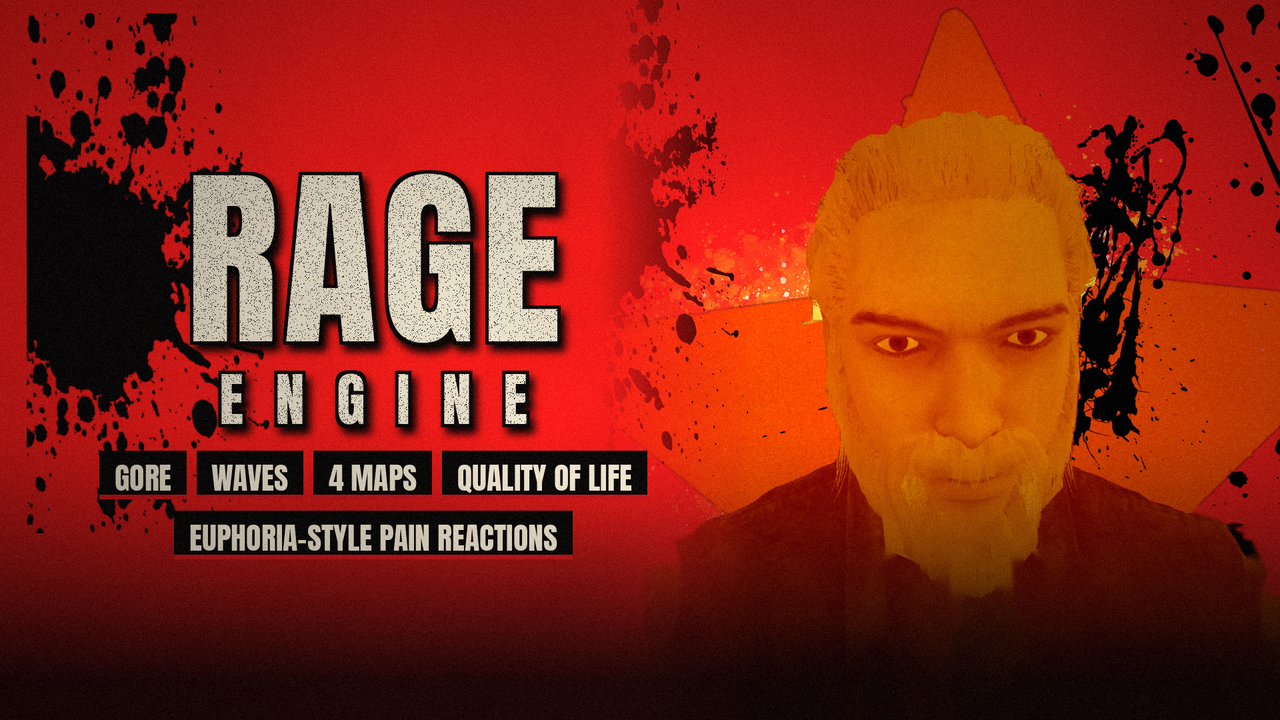 RAGE
ENGINE
GORE WAVES 4 MAPS QUALITY OF LIFE
EUPHORIA-STYLE PAIN REACTIONS